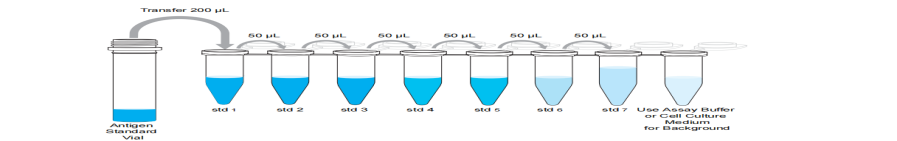 Transfer 200 µL
50 µL 50 µL 50 µL 50 µL 50 µL 50 µL
std 1 std 2 std 3 std 4 std 5 std 6 std 7
Antigen
Standard
Vial
Use Assay Buffer
or Cell Culture
Medium
for Background